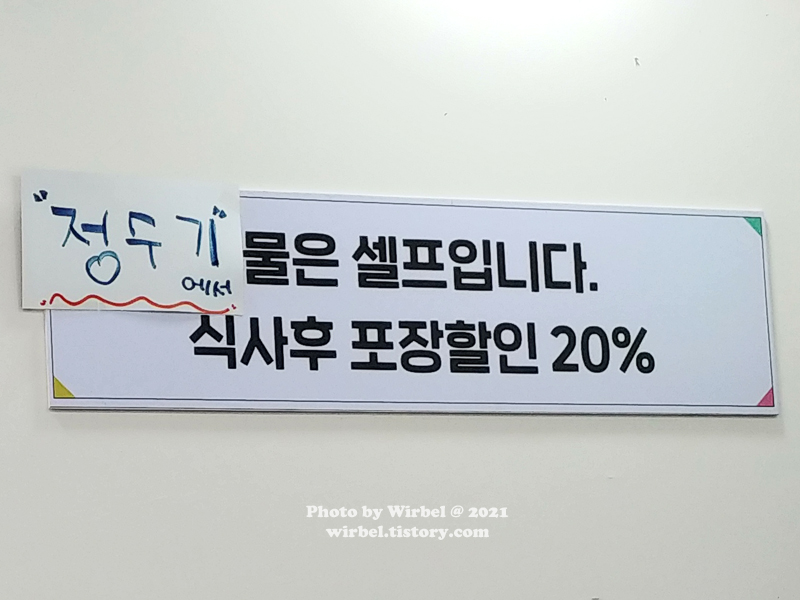 "정수기"
에서
물은 셀프입니다.
식사후 포장할인 20%
Photo by Wirbel @ 2021
wirbel.tistory.com